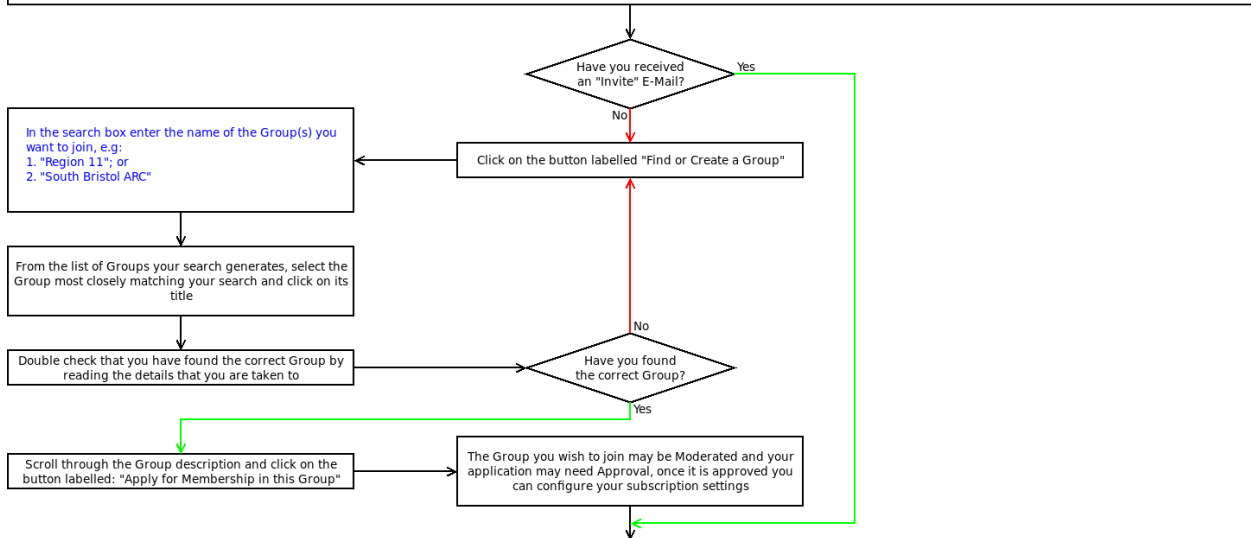 Have you received
an "Invite" E-Mail?
Yes
No
Click on the button labelled "Find or Create a Group"
In the search box enter the name of the Group(s) you
want to join, e.g:
1. "Region 11"; or
2. "South Bristol ARC"
From the list of Groups your search generates, select the
Group most closely matching your search and click on its
title
Double check that you have found the correct Group by
reading the details that you are taken to
No
Have you found
the correct Group?
Yes
Scroll through the Group description and click on the
button labelled: "Apply for Membership in this Group"
The Group you wish to join may be Moderated and your
application may need Approval, once it is approved you
can configure your subscription settings